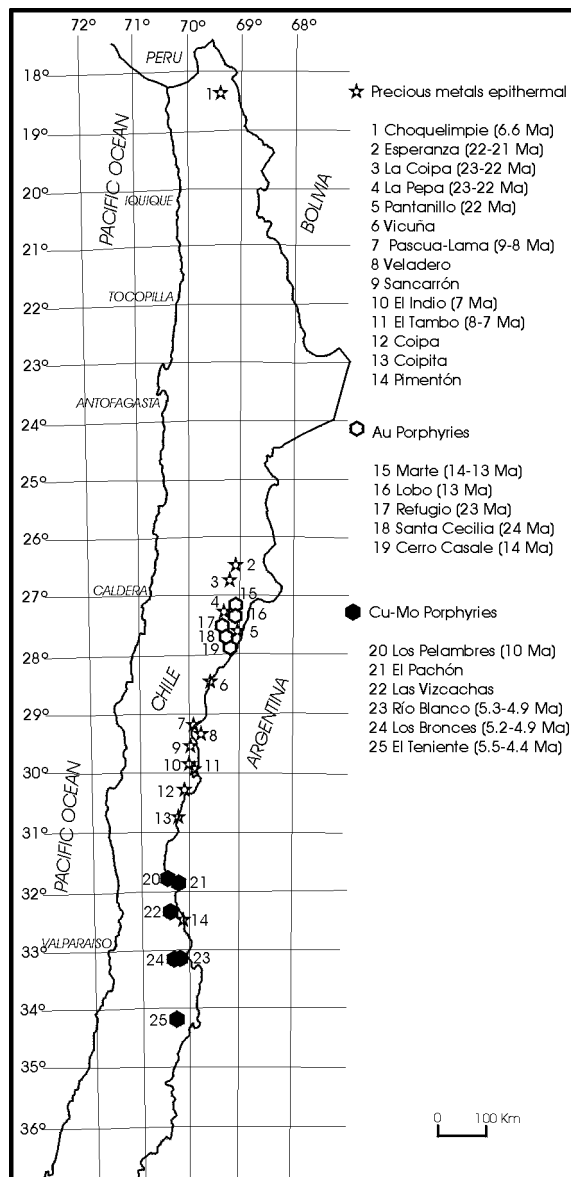 72º 71º 70º 69º 68º
PERU
18º
19º
20º
21º
22º
23º
24º
25º
26º
27º
28º
29º
30º
31º
32º
33º
34º
35º
36º
PACIFIC OCEAN
IQUIQUE
BOLIVIA
TOCOPILLA
ANTOFAGASTA
CALDERA
CHILE
ARGENTINA
PACIFIC OCEAN
VALPARAISO
1
2
3
15
4
16
17
5
18
19
6
7
8
9
10
11
12
13
20
21
22
14
24
23
25
Precious metals epithermal
1 Choquelimpie (6.6 Ma)
2 Esperanza (22-21 Ma)
3 La Coipa (23-22 Ma)
4 La Pepa (23-22 Ma)
5 Pantanillo (22 Ma)
6 Vicuña
7 Pascua-Lama (9-8 Ma)
8 Veladero
9 Sancarrón
10 El Indio (7 Ma)
11 El Tambo (8-7 Ma)
12 Coipa
13 Coipita
14 Pimentón
Au Porphyries
15 Marte (14-13 Ma)
16 Lobo (13 Ma)
17 Refugio (23 Ma)
18 Santa Cecilia (24 Ma)
19 Cerro Casale (14 Ma)
Cu-Mo Porphyries
20 Los Pelambres (10 Ma)
21 El Pachón
22 Las Vizcachas
23 Río Blanco (5.3-4.9 Ma)
24 Los Bronces (5.2-4.9 Ma)
25 El Teniente (5.5-4.4 Ma)
0 100 Km